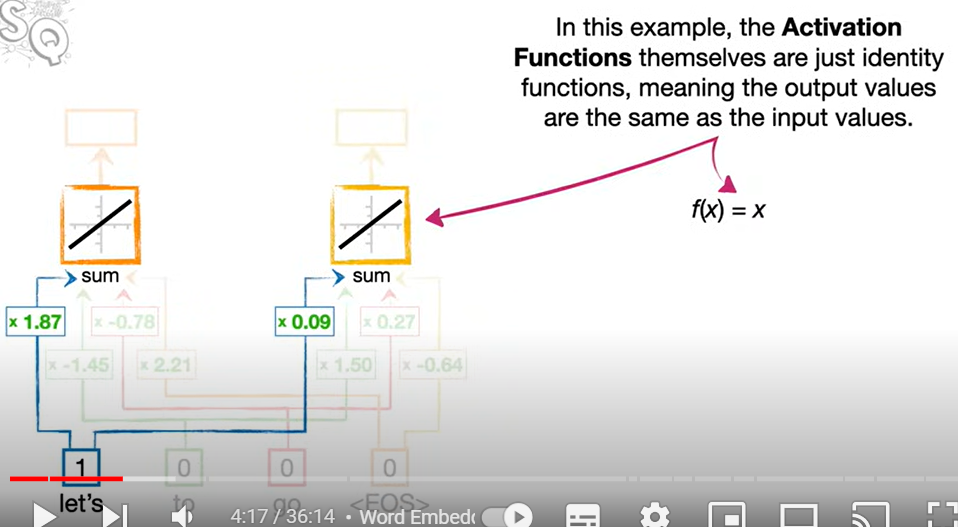 SQ
In this example, the Activation
Functions themselves are just identity
functions, meaning the output values
are the same as the input values.
f(x) = x
sum
sum
x 1.87
x -0.78
x 0.09
x 0.27
x -1.45
x 2.21
x 1.50
x -0.64
1
0
0
0
let's
to
go
<EOS>
4:17 / 36:14 • Word Embed